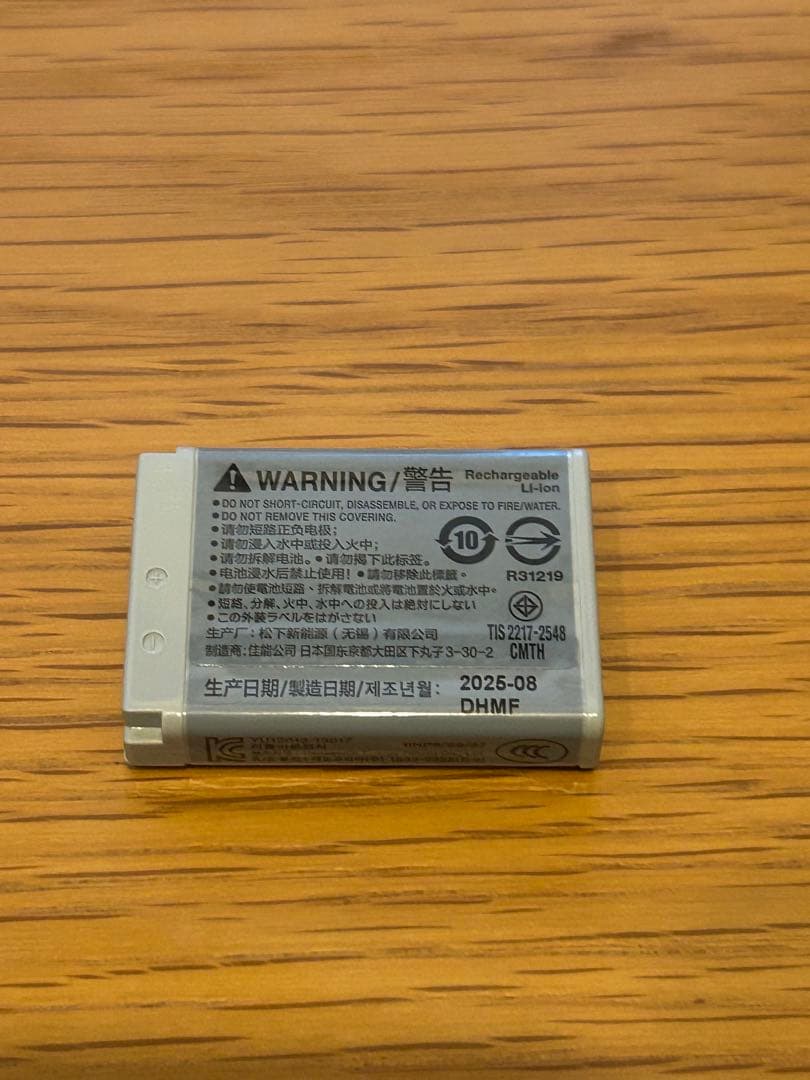 WARNING/警告 Rechargeable Li-ion
•DO NOT SHORT-CIRCUIT, DISASSEMBLE, OR EXPOSE TO FIRE/WATER.
•DO NOT REMOVE THIS COVERING.
•请勿短路正负电极；
•请勿浸入水中或投入火中；
10
•请勿拆解电池。•请勿揭下此标签。
•电池浸水后禁止使用！•請勿移除此標籤。
R31219
•請勿使電池短路、拆解電池或將電池置於火或水中。
•短絡、分解、火中、水中への投入は絶対にしない
•この外装ラベルをはがさない
生产厂：松下新能源（无锡）有限公司 TIS 2217-2548
制造商：佳能公司 日本国东京都大田区下丸子3-30-2 CMTH
生产日期/製造日期/제조년월： 2025-08
DHMF
CCC